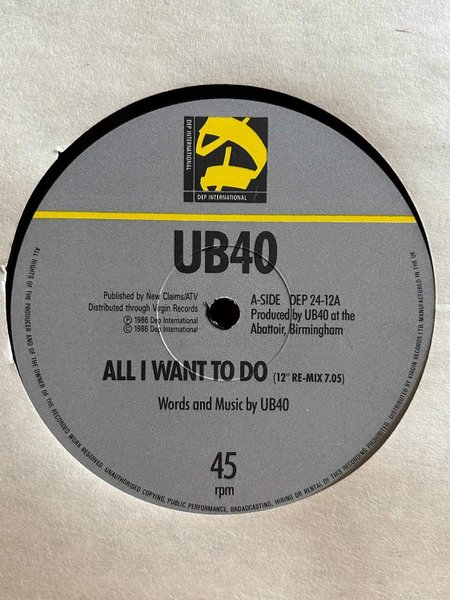 DEP INTERNATIONAL
DEP INTERNATIONAL
UB40
Published by New Claims/ATV
Distributed through Virgin Records
Ⓟ 1986 Dep International
© 1986 Dep International
A-SIDE DEP 24-12A
Produced by UB40 at the
Abattoir, Birmingham
ALL I WANT TO DO (12" RE-MIX 7.05)
Words and Music by UB40
45
rpm
ALL RIGHTS OF THE PRODUCER AND OF THE OWNER OF THE RECORDED WORK RESERVED. UNAUTHORISED COPYING, PUBLIC PERFORMANCE, BROADCASTING, HIRING OR RENTAL OF THIS RECORDING PROHIBITED. DISTRIBUTED BY VIRGIN RECORDS LTD. MANUFACTURED IN THE UK